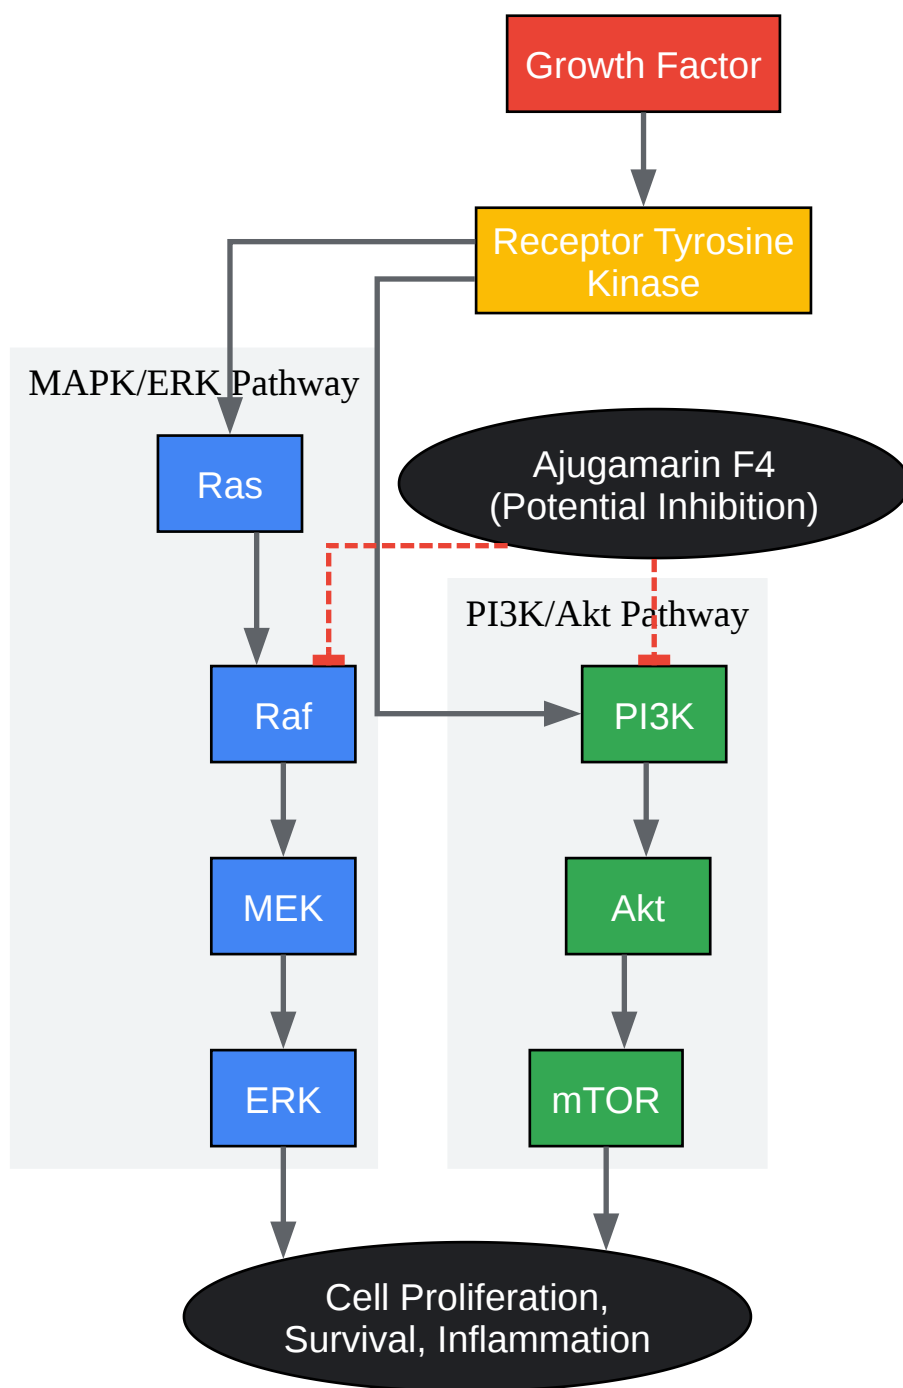 Growth Factor
Receptor Tyrosine
Kinase
MAPK/ERK Pathway
Ras
Ajugamarin F4
(Potential Inhibition)
PI3K/Akt Pathway
Raf
PI3K
MEK
Akt
ERK
mTOR
Cell Proliferation,
Survival, Inflammation